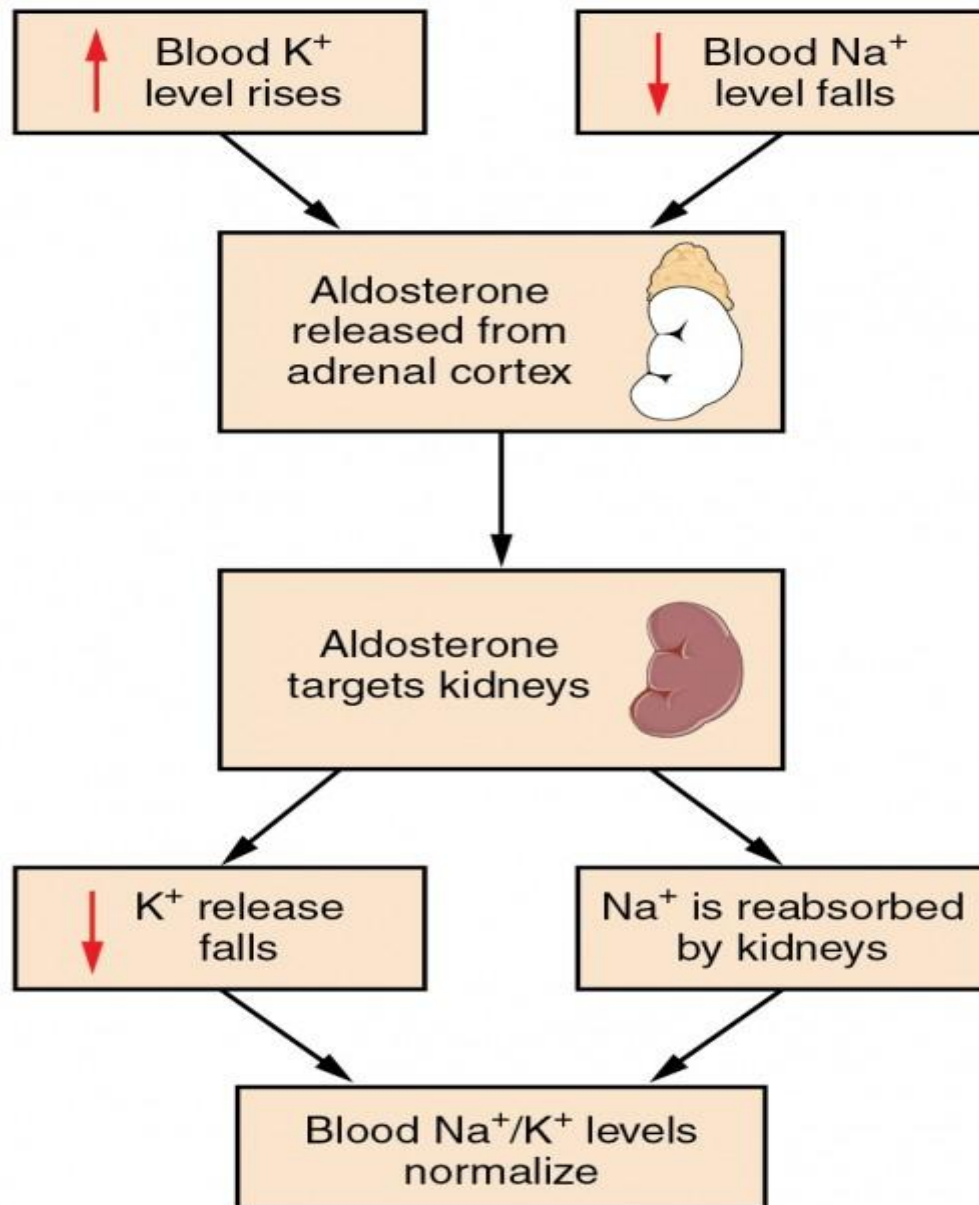 Blood K⁺
level rises
Blood Na⁺
level falls
Aldosterone
released from
adrenal cortex
Aldosterone
targets kidneys
K⁺ release
falls
Na⁺ is reabsorbed
by kidneys
Blood Na⁺/K⁺ levels
normalize